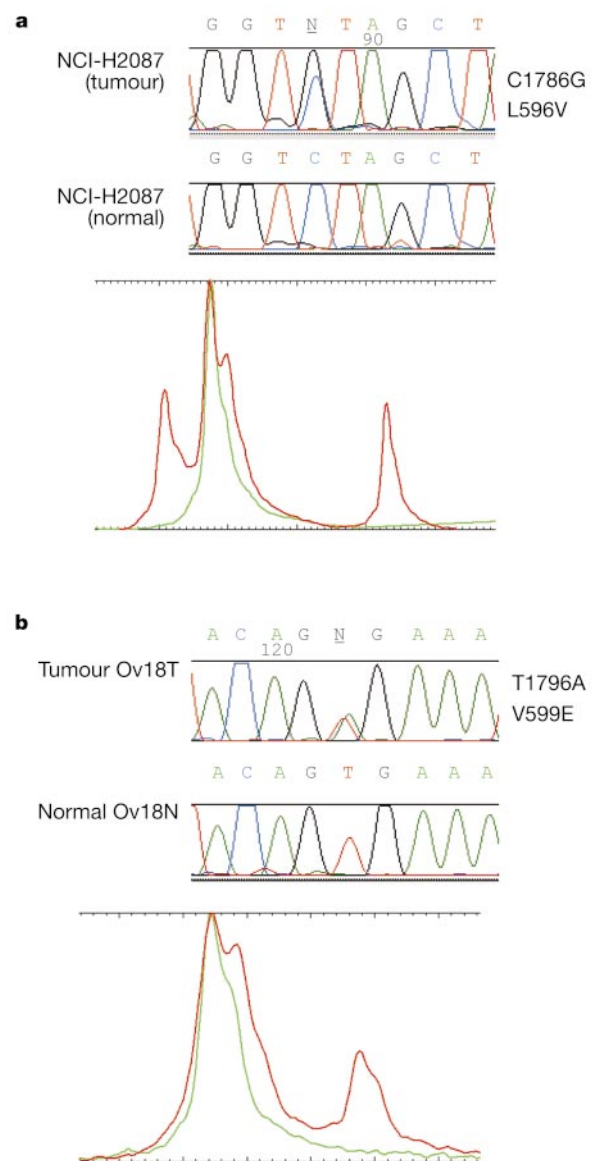 a
G G T N T A G C T
90
NCI-H2087
(tumour)
C1786G
L596V
G G T C T A G C T
NCI-H2087
(normal)
b
A C A G N G A A A
120
Tumour Ov18T
T1796A
V599E
A C A G T G A A A
Normal Ov18N